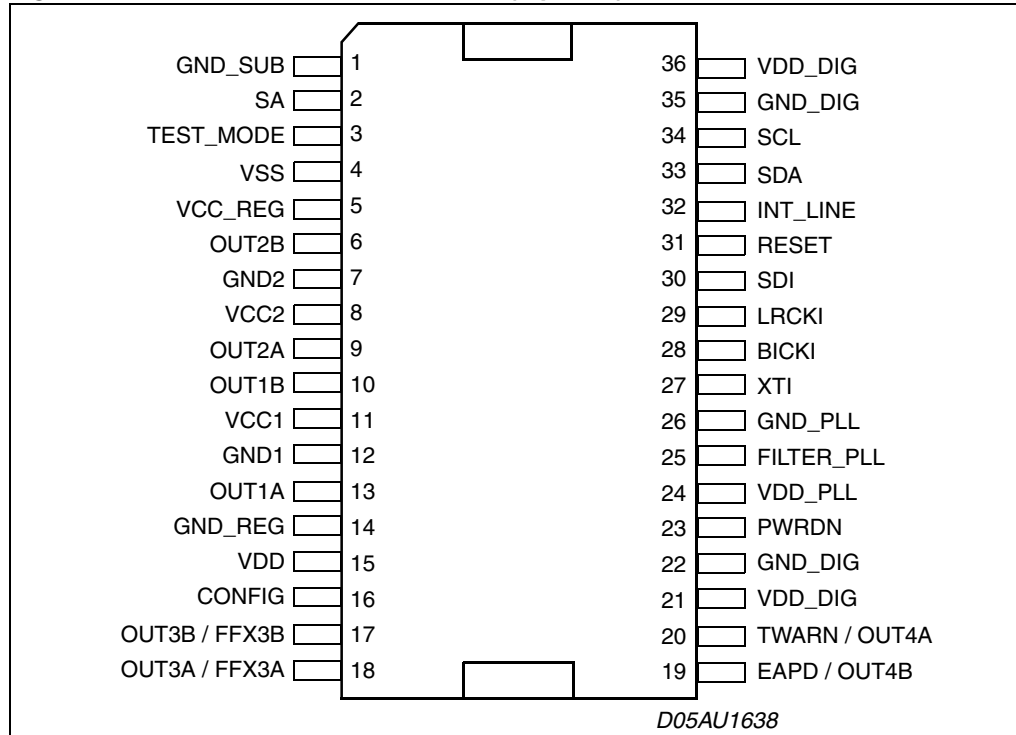 GND_SUB 1 36 VDD_DIG
SA 2 35 GND_DIG
TEST_MODE 3 34 SCL
VSS 4 33 SDA
VCC_REG 5 32 INT_LINE
OUT2B 6 31 RESET
GND2 7 30 SDI
VCC2 8 29 LRCKI
OUT2A 9 28 BICKI
OUT1B 10 27 XTI
VCC1 11 26 GND_PLL
GND1 12 25 FILTER_PLL
OUT1A 13 24 VDD_PLL
GND_REG 14 23 PWRDN
VDD 15 22 GND_DIG
CONFIG 16 21 VDD_DIG
OUT3B / FFX3B 17 20 TWARN / OUT4A
OUT3A / FFX3A 18 19 EAPD / OUT4B
D05AU1638